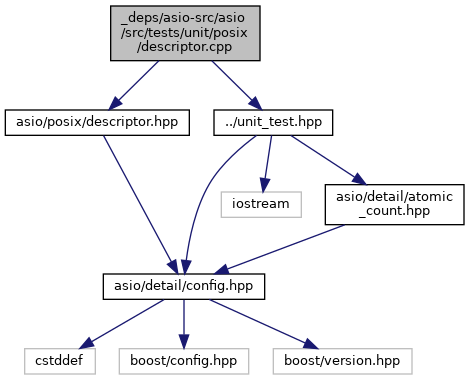 _deps/asio-src/asio
/src/tests/unit/posix
/descriptor.cpp
asio/posix/descriptor.hpp
../unit_test.hpp
iostream
asio/detail/atomic
_count.hpp
asio/detail/config.hpp
cstddef
boost/config.hpp
boost/version.hpp